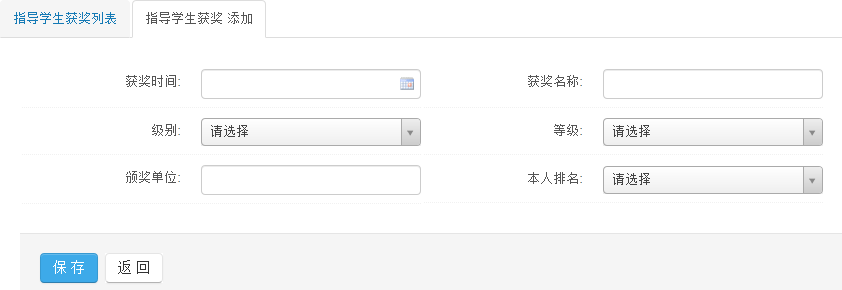 指导学生获奖列表 指导学生获奖 添加
获奖时间: 获奖名称:
级别: 请选择 等级: 请选择
颁奖单位: 本人排名: 请选择
保 存 返 回